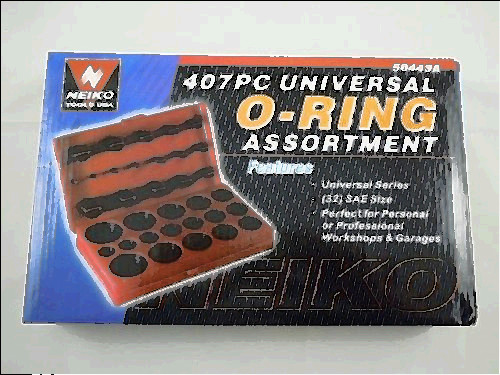 50443A
NEIKO
TOOLS USA
407PC UNIVERSAL
O-RING
ASSORTMENT
Features
Universal Series
(32) SAE Size
Perfect for Personal
or Professional
Workshops & Garages
NEIKO